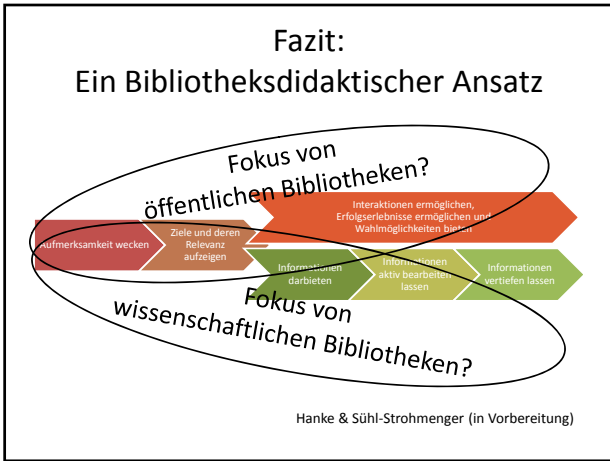 Fazit:
Ein Bibliotheksdidaktischer Ansatz
Fokus von
öffentlichen Bibliotheken?
Interaktionen ermöglichen,
Erfolgserlebnisse ermöglichen und
Wahlmöglichkeiten bieten
Aufmerksamkeit wecken
Ziele und deren
Relevanz
aufzeigen
Informationen
darbieten
Informationen
aktiv bearbeiten
lassen
Informationen
vertiefen lassen
Fokus von
wissenschaftlichen Bibliotheken?
Hanke & Sühl-Strohmenger (in Vorbereitung)